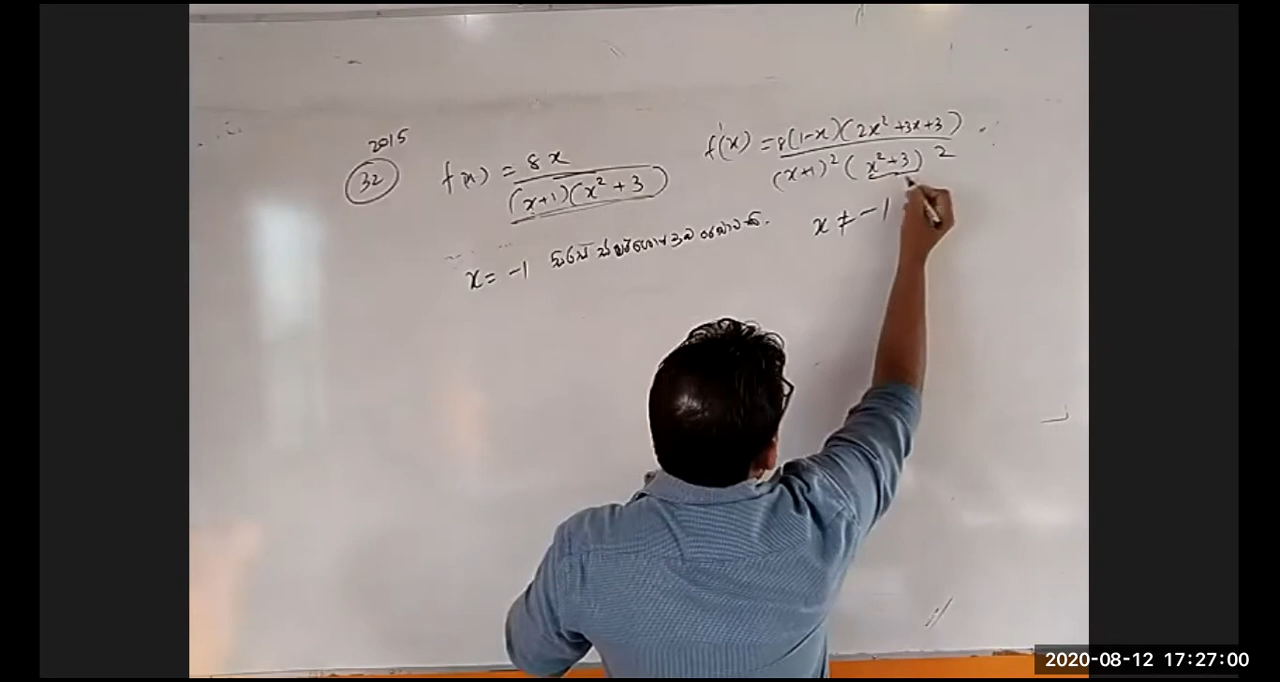 2015
32 f(x) = 8x / (x+1)(x² + 3)
f'(x) = 8(1-x)(2x² + 3x + 3) / (x+1)² (x² + 3)²
x ≠ -1
x = -1 සිරස්
2020-08-12 17:27:00